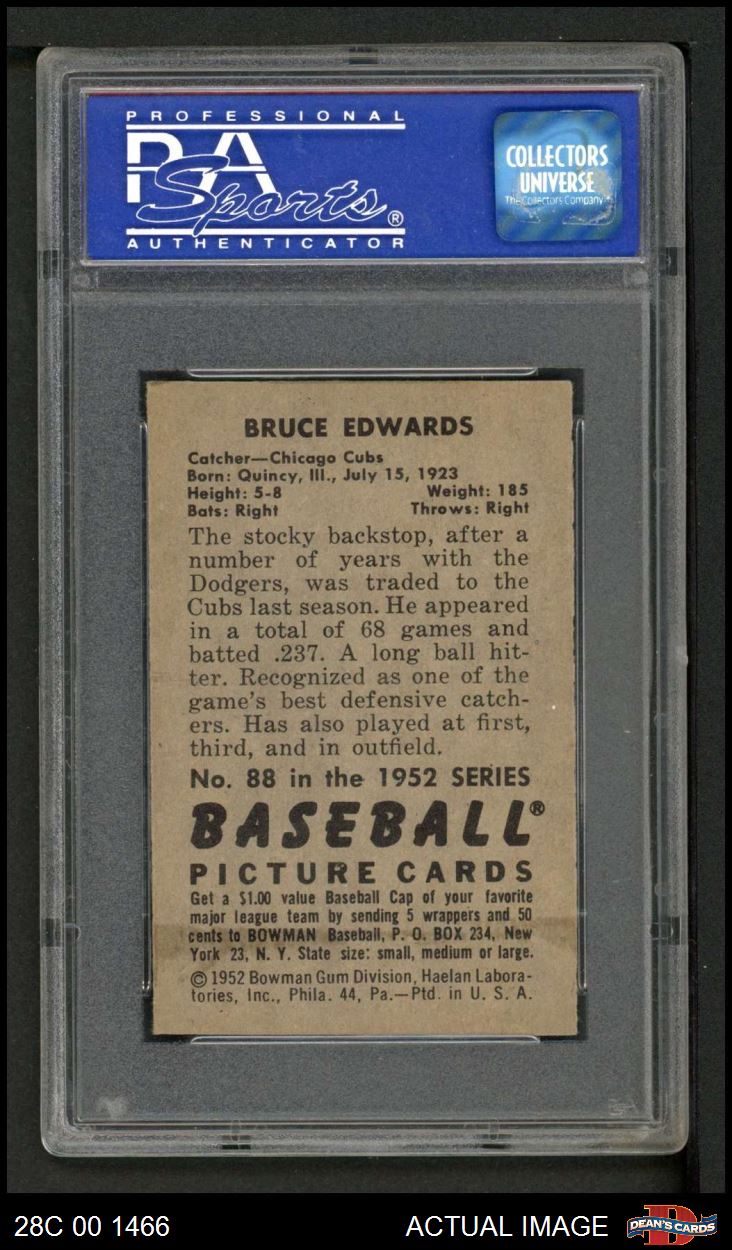 PROFESSIONAL
PSA
Sports®
AUTHENTICATOR
COLLECTORS
UNIVERSE
The Collectors Company
BRUCE EDWARDS
Catcher—Chicago Cubs
Born: Quincy, Ill., July 15, 1923
Height: 5-8 Weight: 185
Bats: Right Throws: Right
The stocky backstop, after a
number of years with the
Dodgers, was traded to the
Cubs last season. He appeared
in a total of 68 games and
batted .237. A long ball hit-
ter. Recognized as one of the
game's best defensive catch-
ers. Has also played at first,
third, and in outfield.
No. 88 in the 1952 SERIES
BASEBALL®
PICTURE CARDS
Get a $1.00 value Baseball Cap of your favorite
major league team by sending 5 wrappers and 50
cents to BOWMAN Baseball, P. O. BOX 234, New
York 23, N. Y. State size: small, medium or large.
© 1952 Bowman Gum Division, Haelan Labora-
tories, Inc., Phila. 44, Pa.—Ptd. in U. S. A.
28C 00 1466 ACTUAL IMAGE
D
DEAN'S CARDS